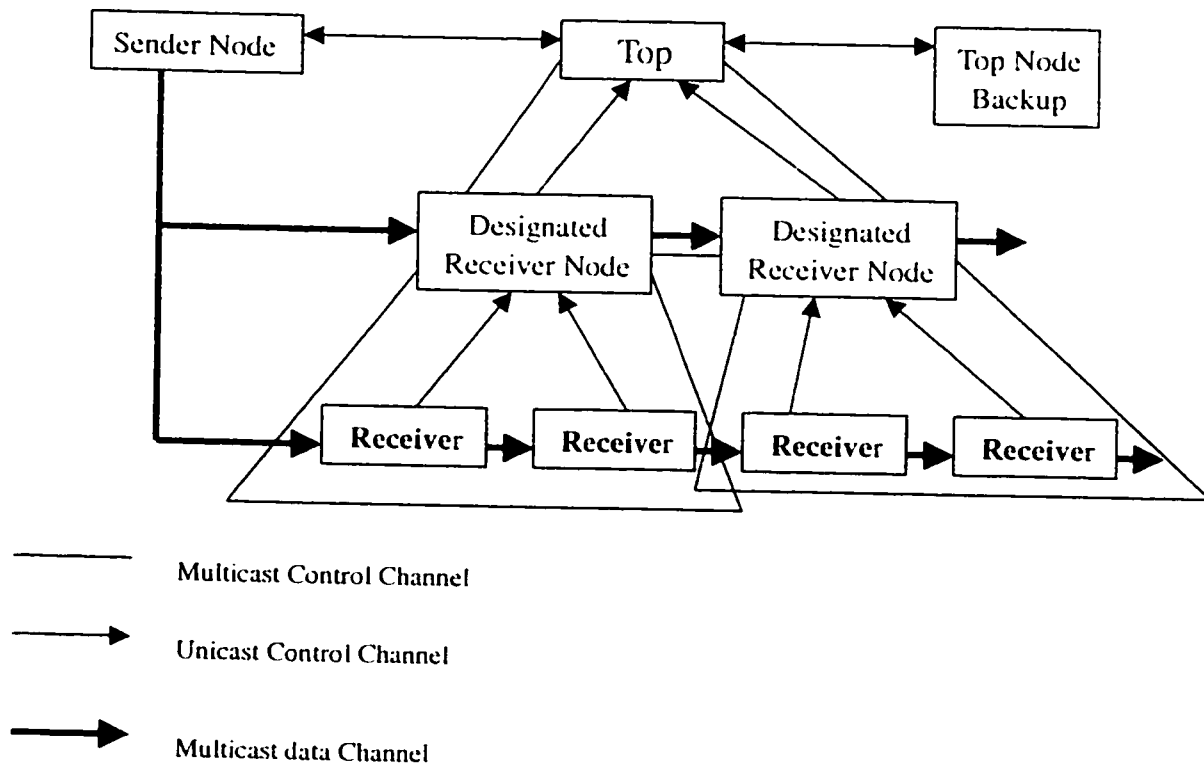 Sender Node
Top
Top Node
Backup
Designated
Receiver Node
Designated
Receiver Node
Receiver
Receiver
Receiver
Receiver
Multicast Control Channel
Unicast Control Channel
Multicast data Channel